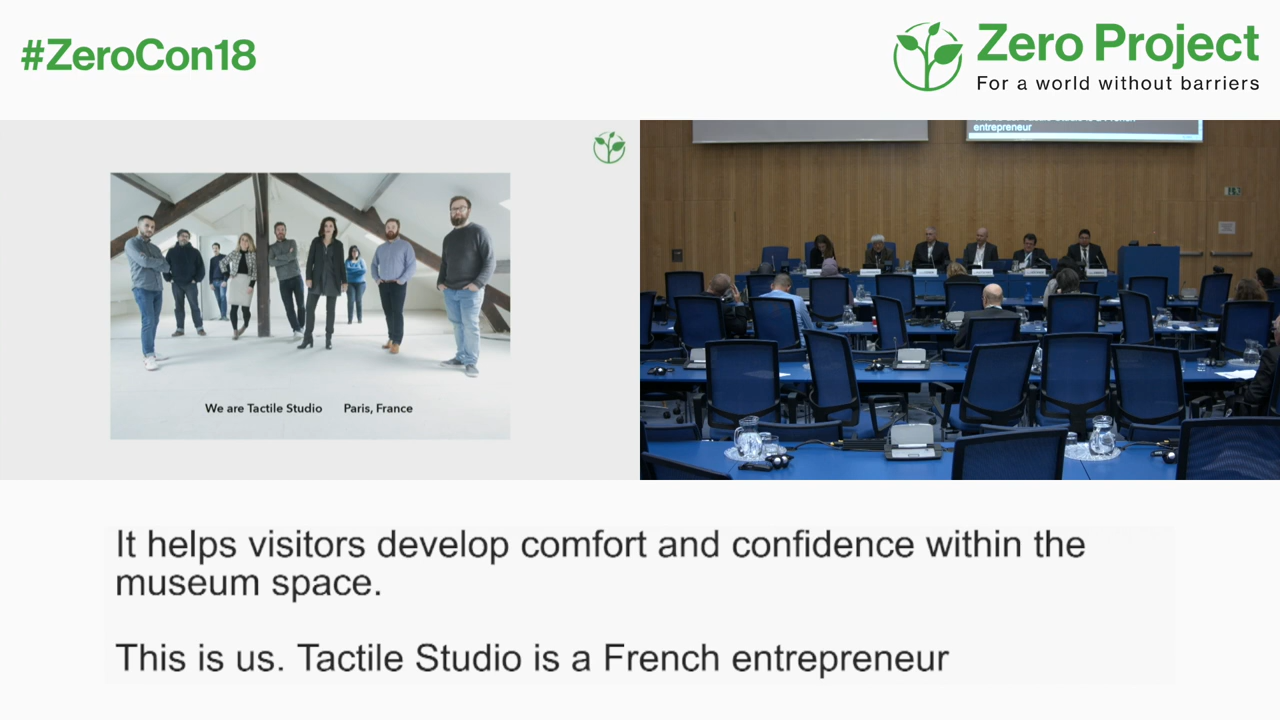 #ZeroCon18
Zero Project
For a world without barriers
We are Tactile Studio Paris, France
entrepreneur
It helps visitors develop comfort and confidence within the
museum space.
This is us. Tactile Studio is a French entrepreneur